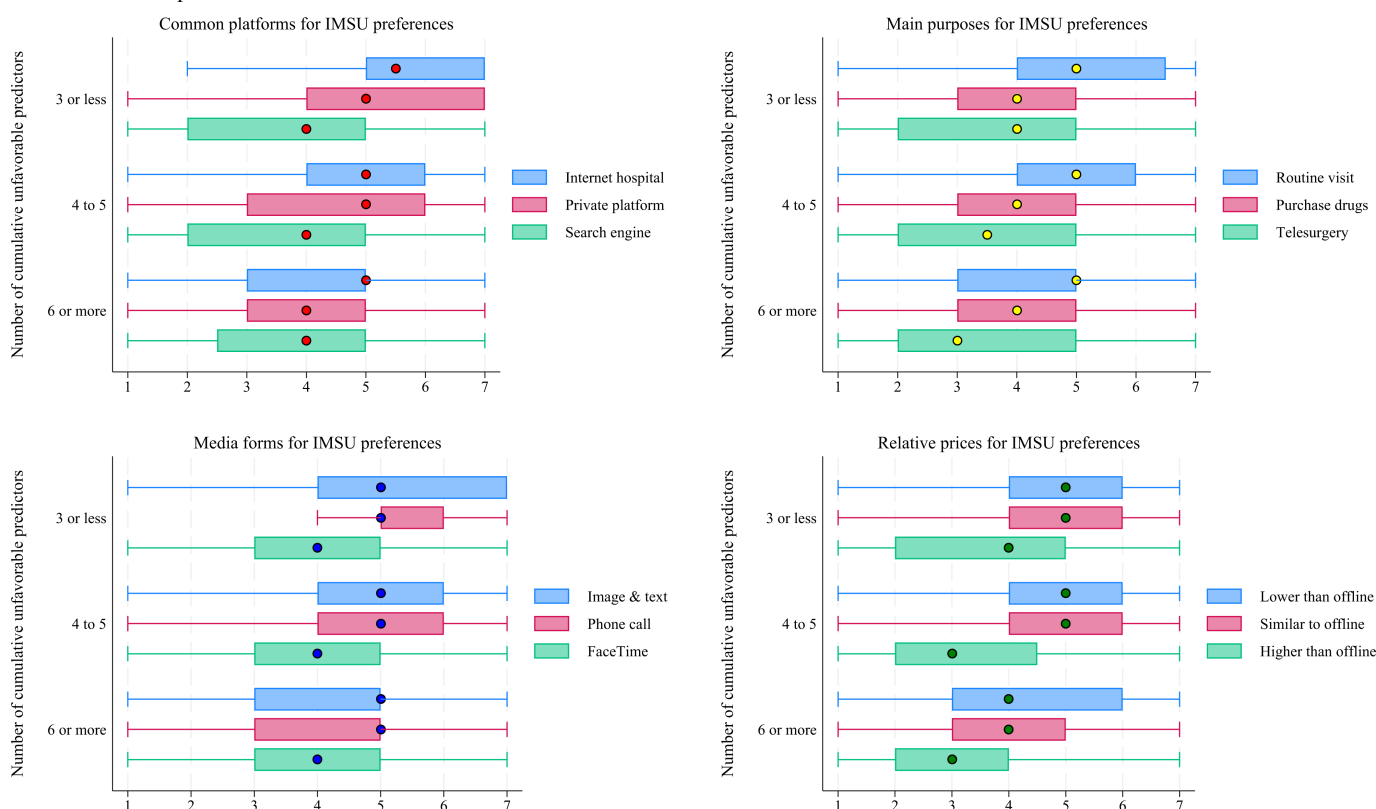 Common platforms for IMSU preferences
Number of cumulative unfavorable predictors
3 or less
4 to 5
6 or more
1 2 3 4 5 6 7
Internet hospital
Private platform
Search engine
Main purposes for IMSU preferences
Number of cumulative unfavorable predictors
3 or less
4 to 5
6 or more
1 2 3 4 5 6 7
Routine visit
Purchase drugs
Telesurgery
Media forms for IMSU preferences
Number of cumulative unfavorable predictors
3 or less
4 to 5
6 or more
1 2 3 4 5 6 7
Image & text
Phone call
FaceTime
Relative prices for IMSU preferences
Number of cumulative unfavorable predictors
3 or less
4 to 5
6 or more
1 2 3 4 5 6 7
Lower than offline
Similar to offline
Higher than offline